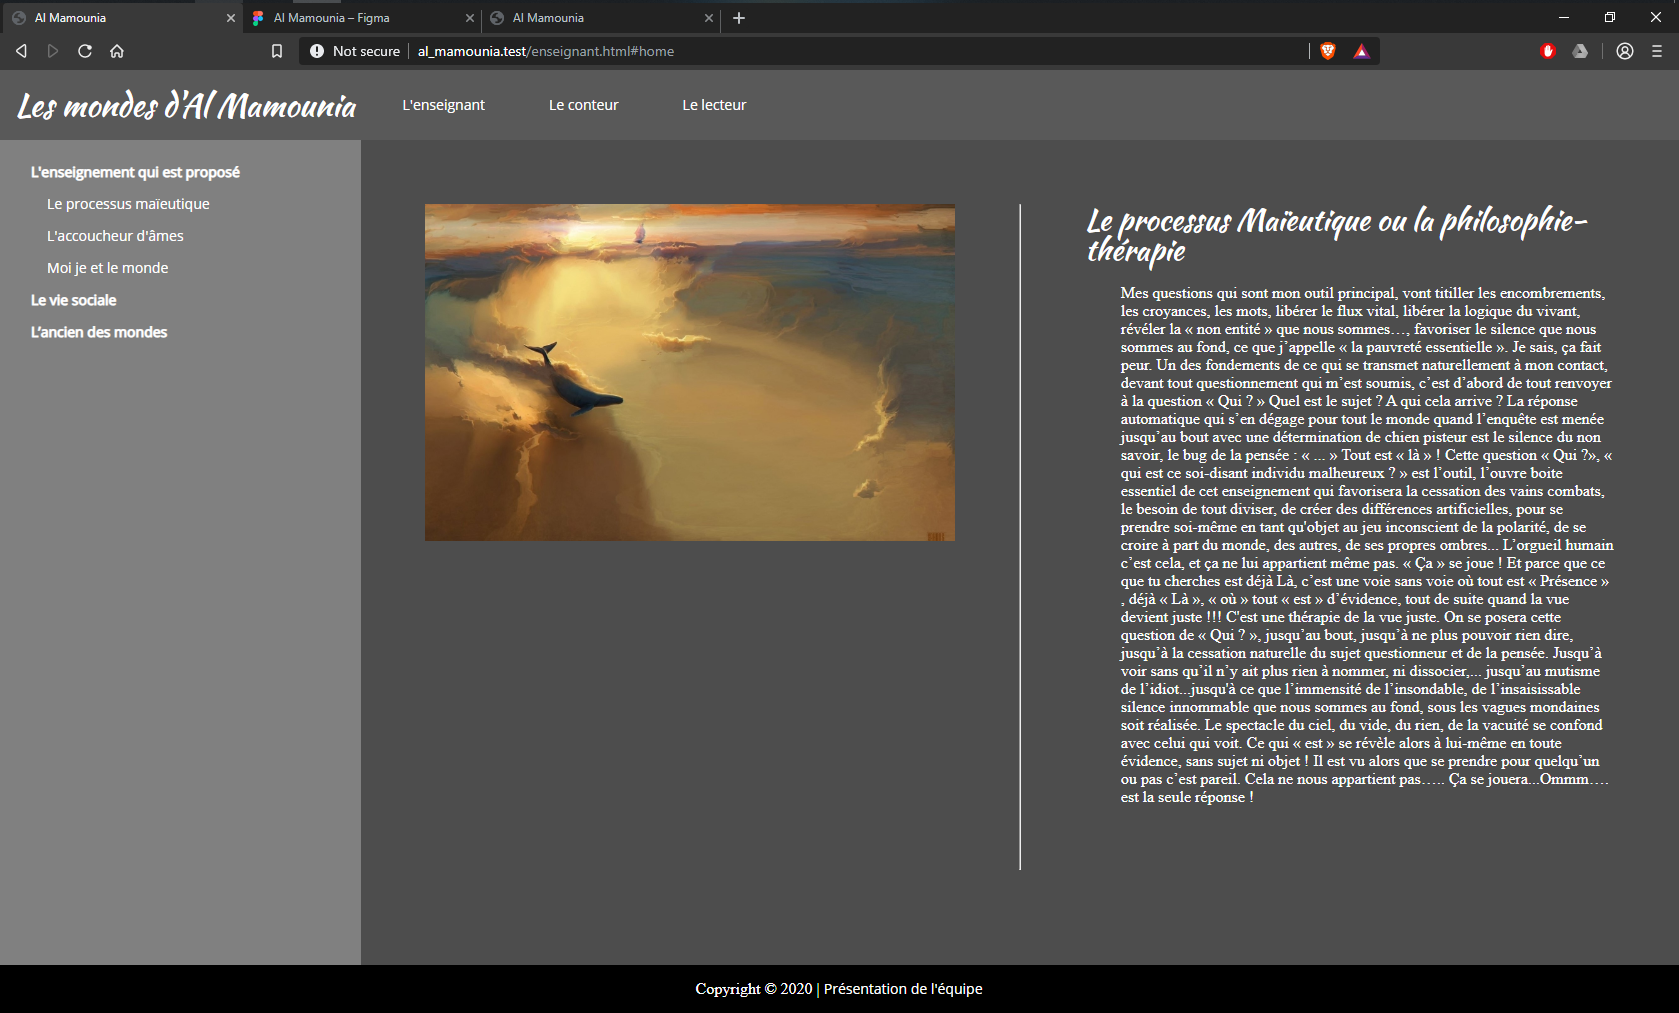 Al Mamounia
Al Mamounia – Figma
Al Mamounia
Not secure
al_mamounia.test/enseignant.html#home
Les mondes d'Al Mamounia
L'enseignant
Le conteur
Le lecteur
L'enseignement qui est proposé
Le processus maïeutique
L'accoucheur d'âmes
Moi je et le monde
Le vie sociale
L’ancien des mondes
Le processus Maïeutique ou la philosophie-
thérapie
Mes questions qui sont mon outil principal, vont titiller les encombrements,
les croyances, les mots, libérer le flux vital, libérer la logique du vivant,
révéler la « non entité » que nous sommes…, favoriser le silence que nous
sommes au fond, ce que j’appelle « la pauvreté essentielle ». Je sais, ça fait
peur. Un des fondements de ce qui se transmet naturellement à mon contact,
devant tout questionnement qui m’est soumis, c’est d’abord de tout renvoyer
à la question « Qui ? » Quel est le sujet ? A qui cela arrive ? La réponse
automatique qui s’en dégage pour tout le monde quand l’enquête est menée
jusqu’au bout avec une détermination de chien pisteur est le silence du non
savoir, le bug de la pensée : « ... » Tout est « là » ! Cette question « Qui ?», «
qui est ce soi-disant individu malheureux ? » est l’outil, l’ouvre boite
essentiel de cet enseignement qui favorisera la cessation des vains combats,
le besoin de tout diviser, de créer des différences artificielles, pour se
prendre soi-même en tant qu'objet au jeu inconscient de la polarité, de se
croire à part du monde, des autres, de ses propres ombres... L’orgueil humain
c’est cela, et ça ne lui appartient même pas. « Ça » se joue ! Et parce que ce
que tu cherches est déjà Là, c’est une voie sans voie où tout est « Présence »
, déjà « Là », « où » tout « est » d’évidence, tout de suite quand la vue
devient juste !!! C'est une thérapie de la vue juste. On se posera cette
question de « Qui ? », jusqu’au bout, jusqu’à ne plus pouvoir rien dire,
jusqu’à la cessation naturelle du sujet questionneur et de la pensée. Jusqu’à
voir sans qu’il n’y ait plus rien à nommer, ni dissocier,... jusqu’au mutisme
de l’idiot...jusqu'à ce que l’immensité de l’insondable, de l’insaisissable
silence innommable que nous sommes au fond, sous les vagues mondaines
soit réalisée. Le spectacle du ciel, du vide, du rien, de la vacuité se confond
avec celui qui voit. Ce qui « est » se révèle alors à lui-même en toute
évidence, sans sujet ni objet ! Il est vu alors que se prendre pour quelqu’un
ou pas c’est pareil. Cela ne nous appartient pas….. Ça se jouera...Ommm….
est la seule réponse !
Copyright © 2020 | Présentation de l'équipe